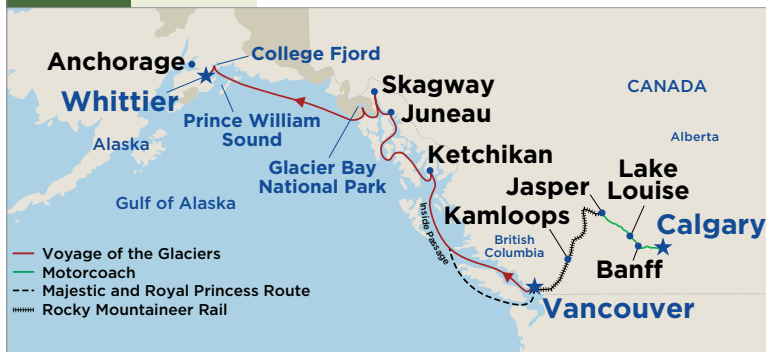 College Fjord
Anchorage
Whittier
Prince William
Sound
Alaska
Gulf of Alaska
Glacier Bay
National Park
Skagway
Juneau
Ketchikan
CANADA
Alberta
Lake
Louise
Jasper
Kamloops
Calgary
British
Columbia
Banff
Inside Passage
Vancouver
Voyage of the Glaciers
Motorcoach
Majestic and Royal Princess Route
Rocky Mountaineer Rail